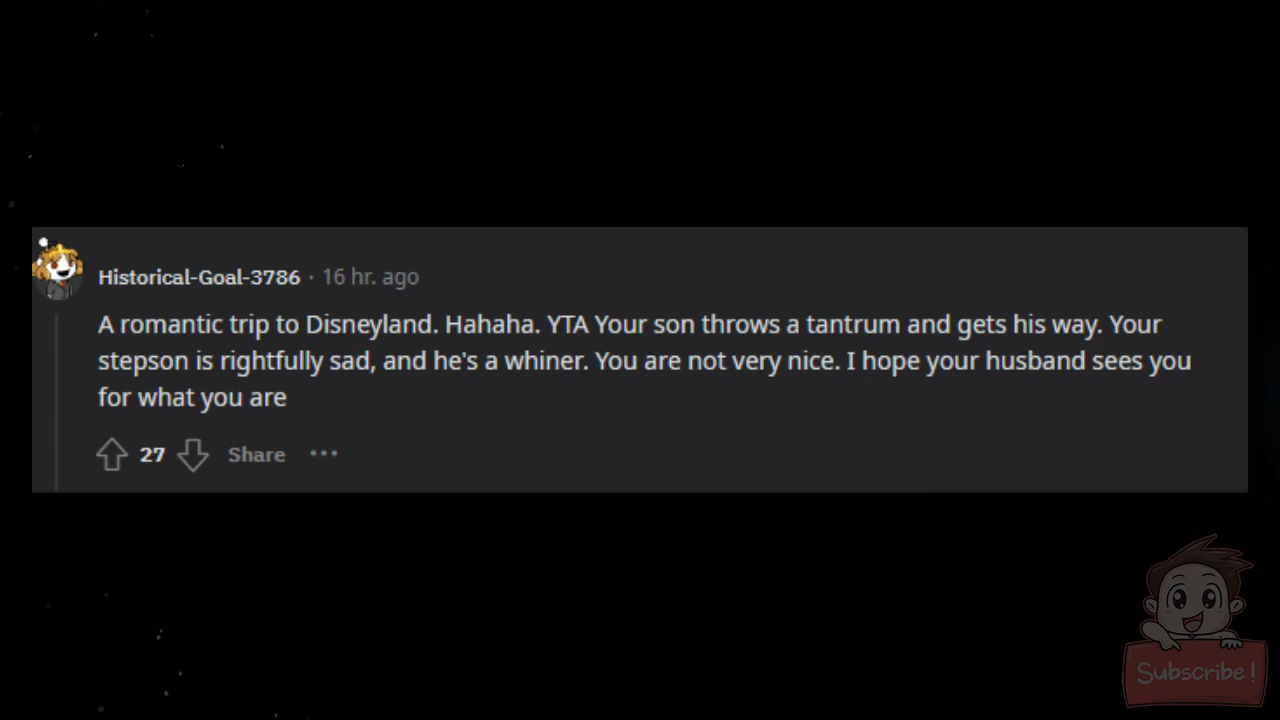 Historical-Goal-3786 · 16 hr. ago
A romantic trip to Disneyland. Hahaha. YTA Your son throws a tantrum and gets his way. Your
stepson is rightfully sad, and he's a whiner. You are not very nice. I hope your husband sees you
for what you are
27 Share ···
Subscribe!